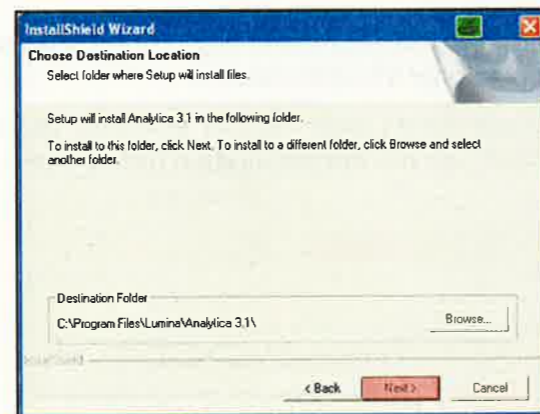 InstallShield Wizard
Choose Destination Location
Select folder where Setup will install files.
Setup will install Analytica 3.1 in the following folder.
To install to this folder, click Next. To install to a different folder, click Browse and select
another folder.
Destination Folder
C:\Program Files\Lumina\Analytica 3.1\
Browse...
InstallShield
< Back
Next >
Cancel